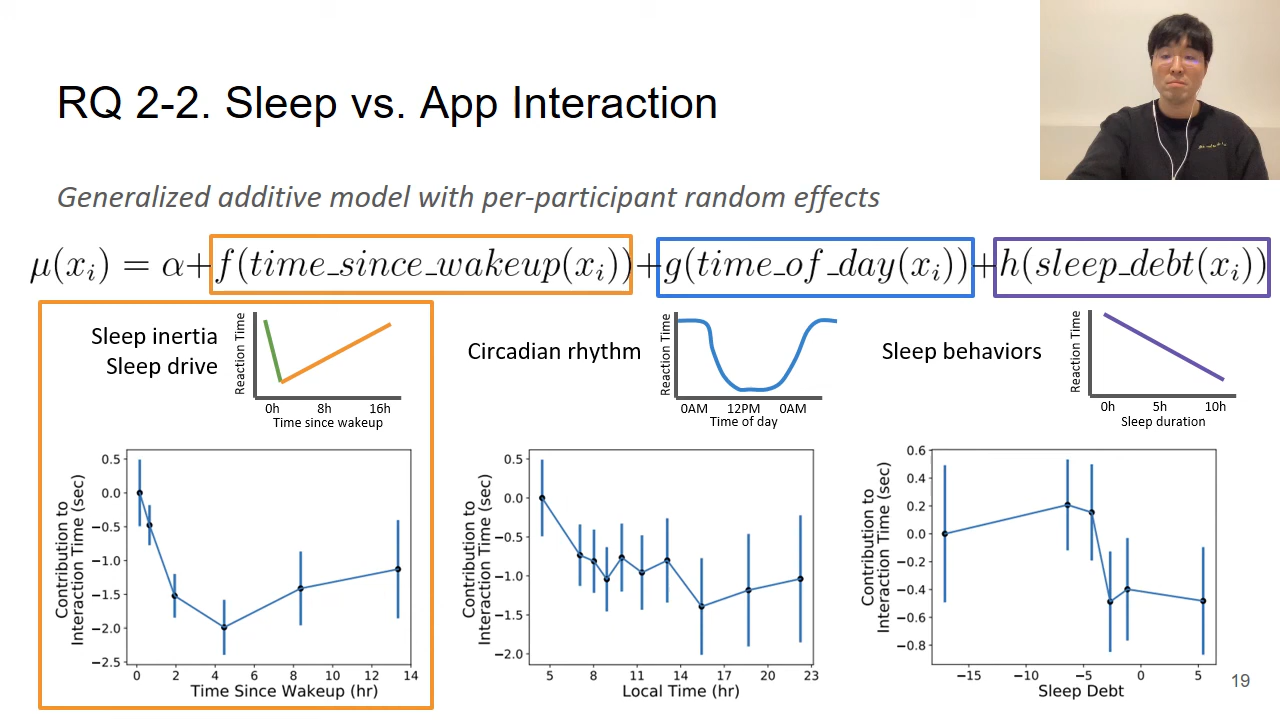 RQ 2-2. Sleep vs. App Interaction
Generalized additive model with per-participant random effects
μ(x_i) = α+f(time_since_wakeup(x_i))+g(time_of_day(x_i))+h(sleep_debt(x_i))
Sleep inertia
Sleep drive
Reaction Time
0h 8h 16h
Time since wakeup
Circadian rhythm
Reaction Time
0AM 12PM 0AM
Time of day
Sleep behaviors
Reaction Time
0h 5h 10h
Sleep duration
Contribution to
Interaction Time (sec)
0.5
0.0
−0.5
−1.0
−1.5
−2.0
−2.5
0 2 4 6 8 10 12 14
Time Since Wakeup (hr)
Contribution to
Interaction Time (sec)
0.5
0.0
−0.5
−1.0
−1.5
−2.0
5 8 11 14 17 20 23
Local Time (hr)
Contribution to
Interaction Time (sec)
0.6
0.4
0.2
0.0
−0.2
−0.4
−0.6
−0.8
−15 −10 −5 0 5
Sleep Debt
19